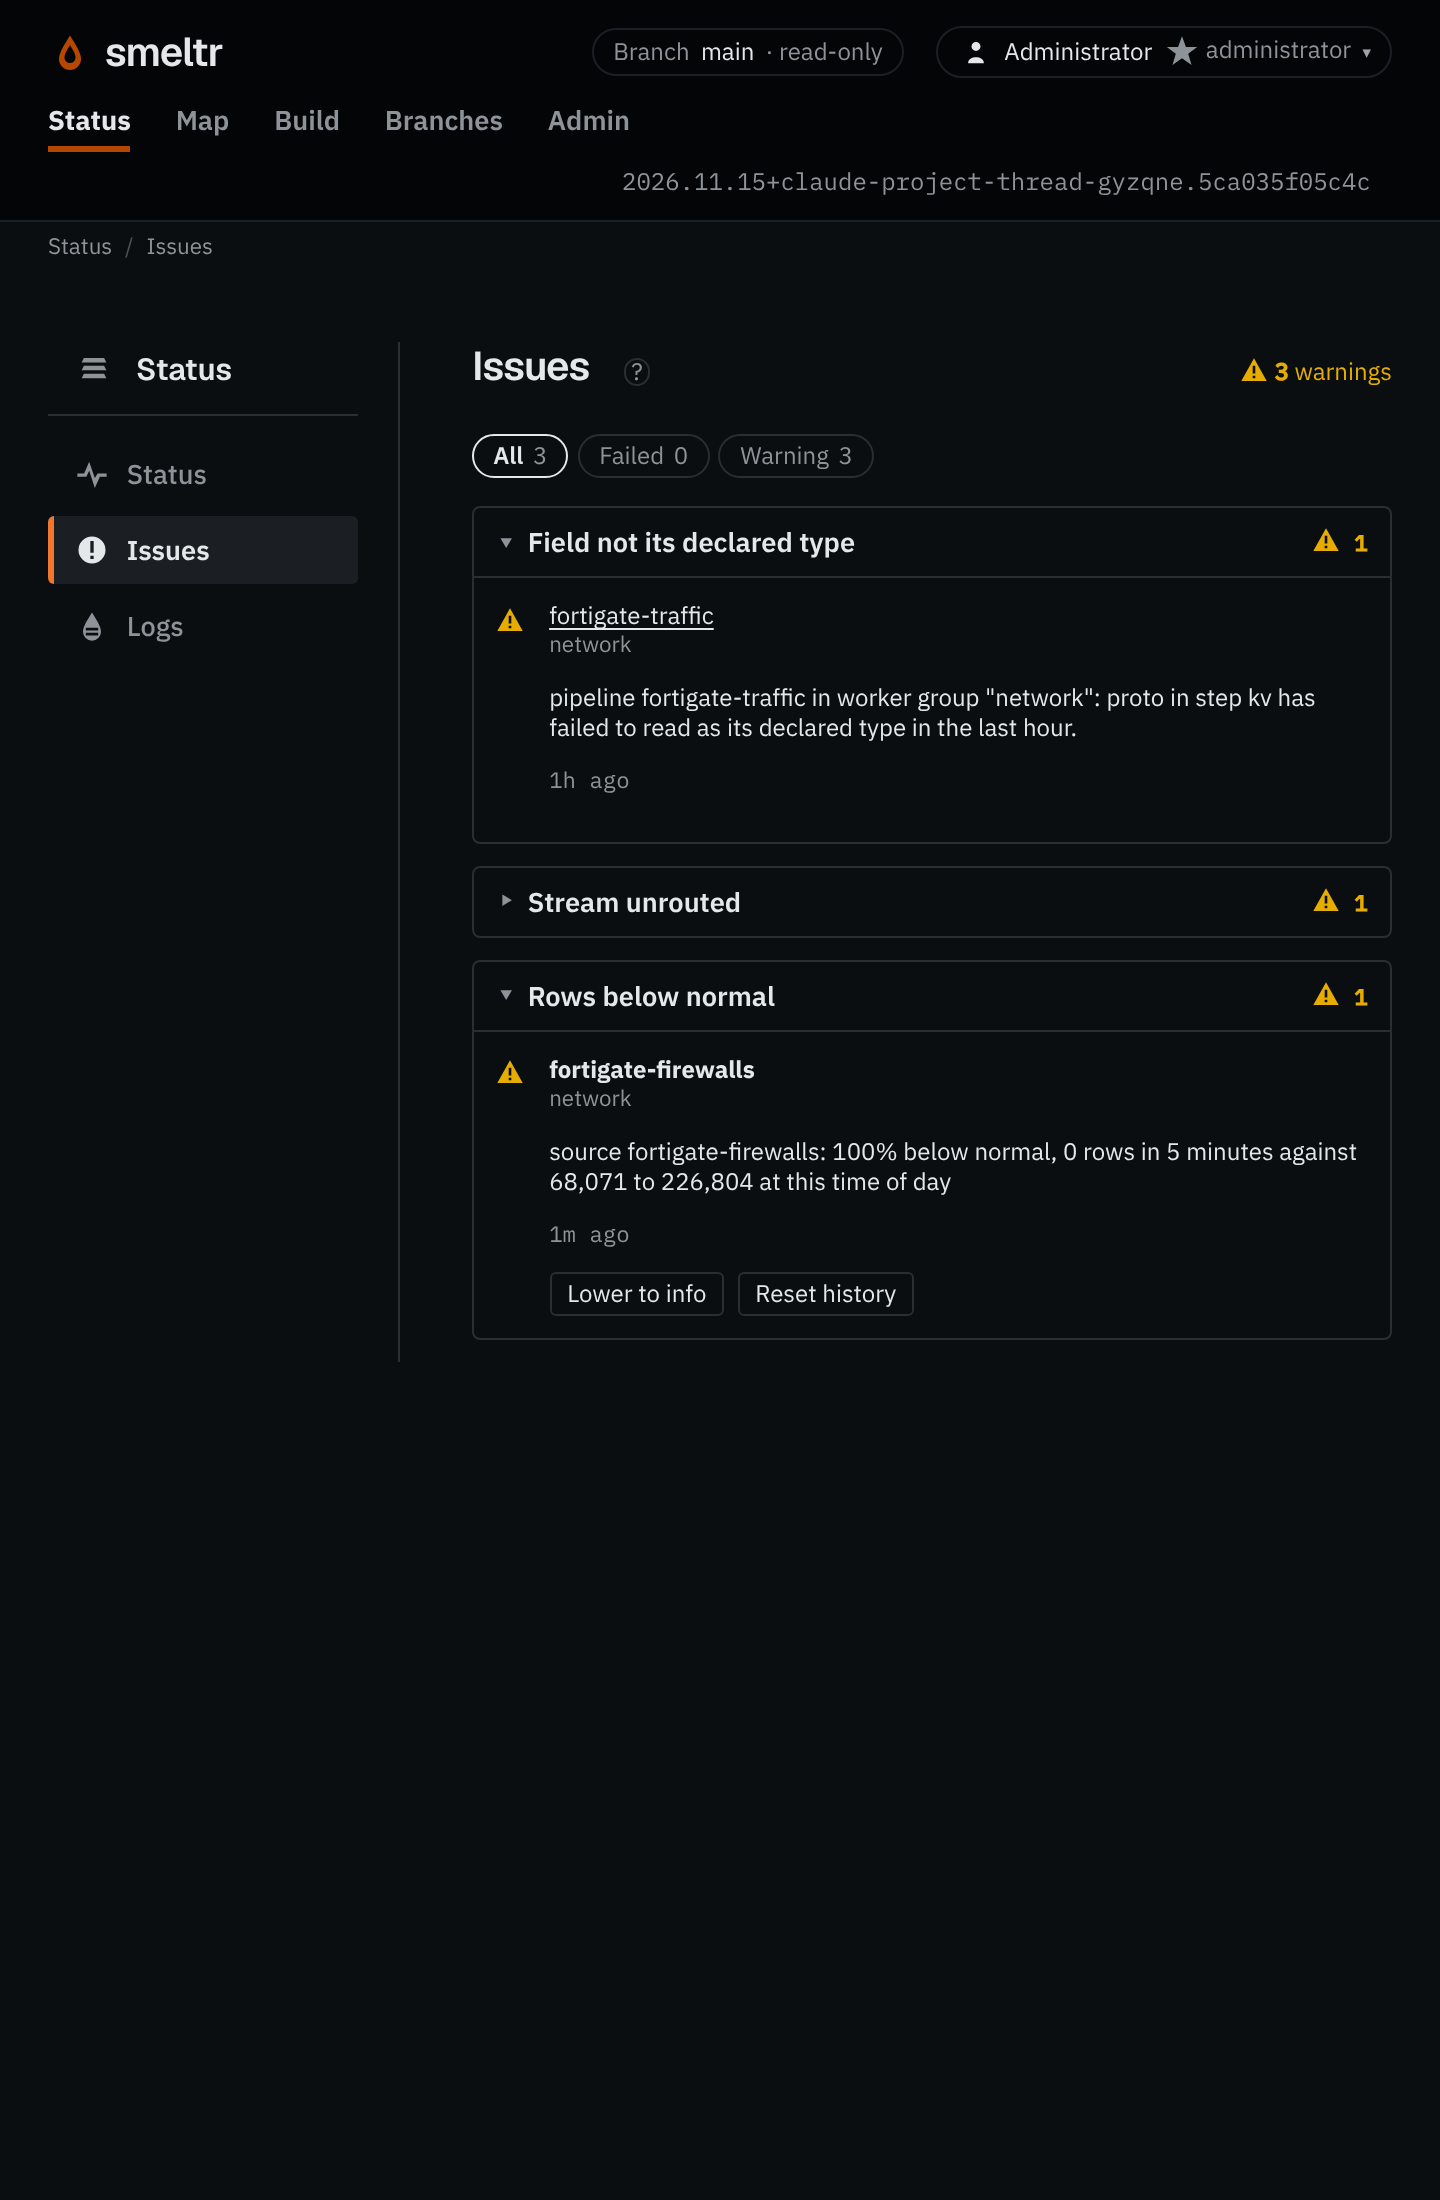 smeltr
Branch main · read-only
Administrator ★ administrator ▾
Status Map Build Branches Admin
2026.11.15+claude-project-thread-gyzqne.5ca035f05c4c
Status / Issues
Status
Status
Issues
Logs
Issues ?
3 warnings
All 3 Failed 0 Warning 3
Field not its declared type 1
fortigate-traffic
network
pipeline fortigate-traffic in worker group "network": proto in step kv has
failed to read as its declared type in the last hour.
1h ago
Stream unrouted 1
Rows below normal 1
fortigate-firewalls
network
source fortigate-firewalls: 100% below normal, 0 rows in 5 minutes against
68,071 to 226,804 at this time of day
1m ago
Lower to info Reset history